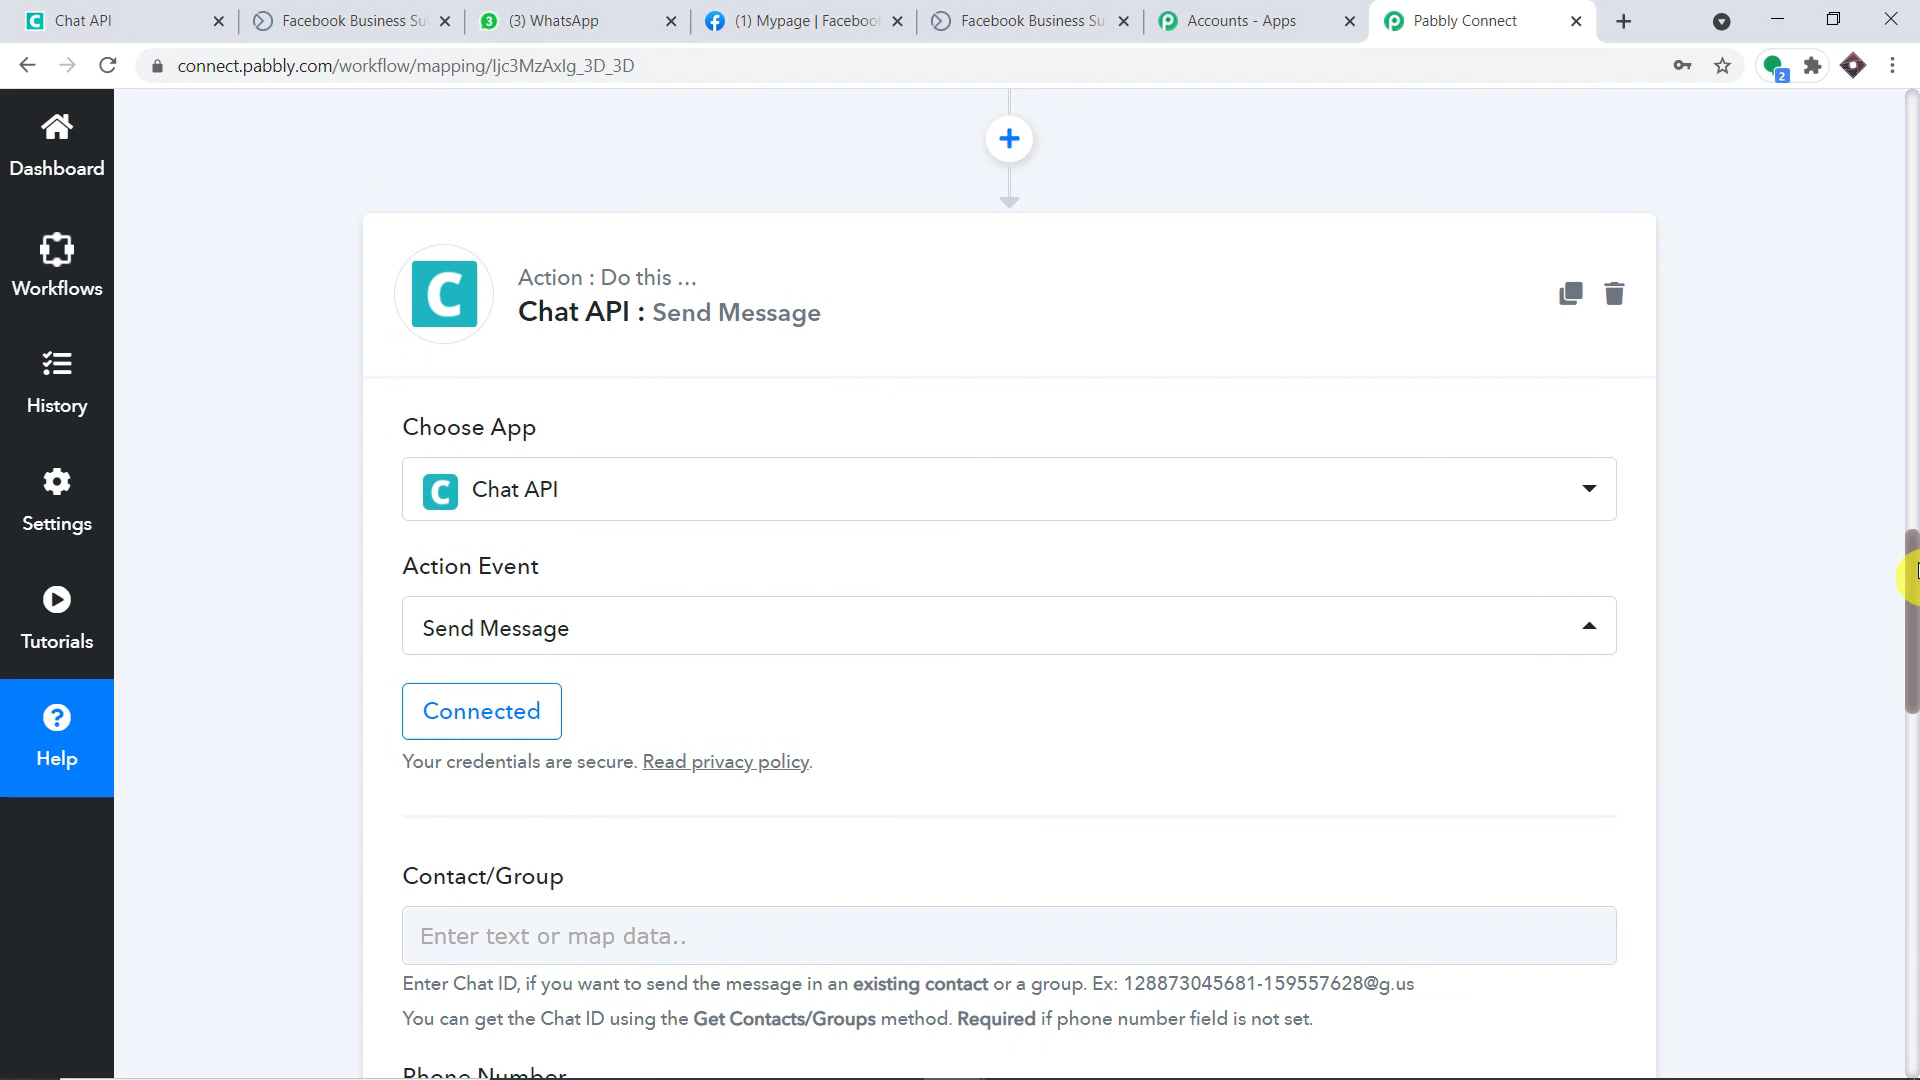 Chat API
Facebook Business Su
(3) WhatsApp
(1) Mypage | Faceboo
Facebook Business Su
Accounts - Apps
Pabbly Connect
connect.pabbly.com/workflow/mapping/Ijc3MzAxIg_3D_3D
2
Dashboard
Workflows
History
Settings
Tutorials
Help
Action : Do this ...
Chat API : Send Message
Choose App
Chat API
Action Event
Send Message
Connected
Your credentials are secure. Read privacy policy.
Contact/Group
Enter text or map data..
Enter Chat ID, if you want to send the message in an existing contact or a group. Ex: 128873045681-159557628@g.us
You can get the Chat ID using the Get Contacts/Groups method. Required if phone number field is not set.
Phone Number